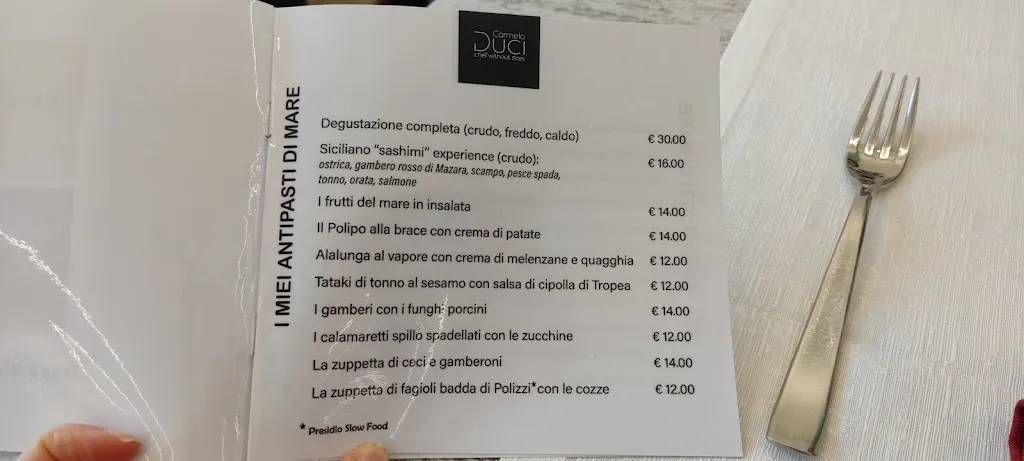 Carmelo
DUCI
chef without stars
I MIEI ANTIPASTI DI MARE
Degustazione completa (crudo, freddo, caldo) € 30.00
Siciliano “sashimi” experience (crudo): € 16.00
ostrica, gambero rosso di Mazara, scampo, pesce spada,
tonno, orata, salmone
I frutti del mare in insalata € 14.00
Il Polipo alla brace con crema di patate € 14.00
Alalunga al vapore con crema di melenzane e quagghia € 12.00
Tataki di tonno al sesamo con salsa di cipolla di Tropea € 12.00
I gamberi con i funghi porcini € 14.00
I calamaretti spillo spadellati con le zucchine € 12.00
La zuppetta di ceci e gamberoni € 14.00
La zuppetta di fagioli badda di Polizzi*con le cozze € 12.00
* Presidio Slow Food